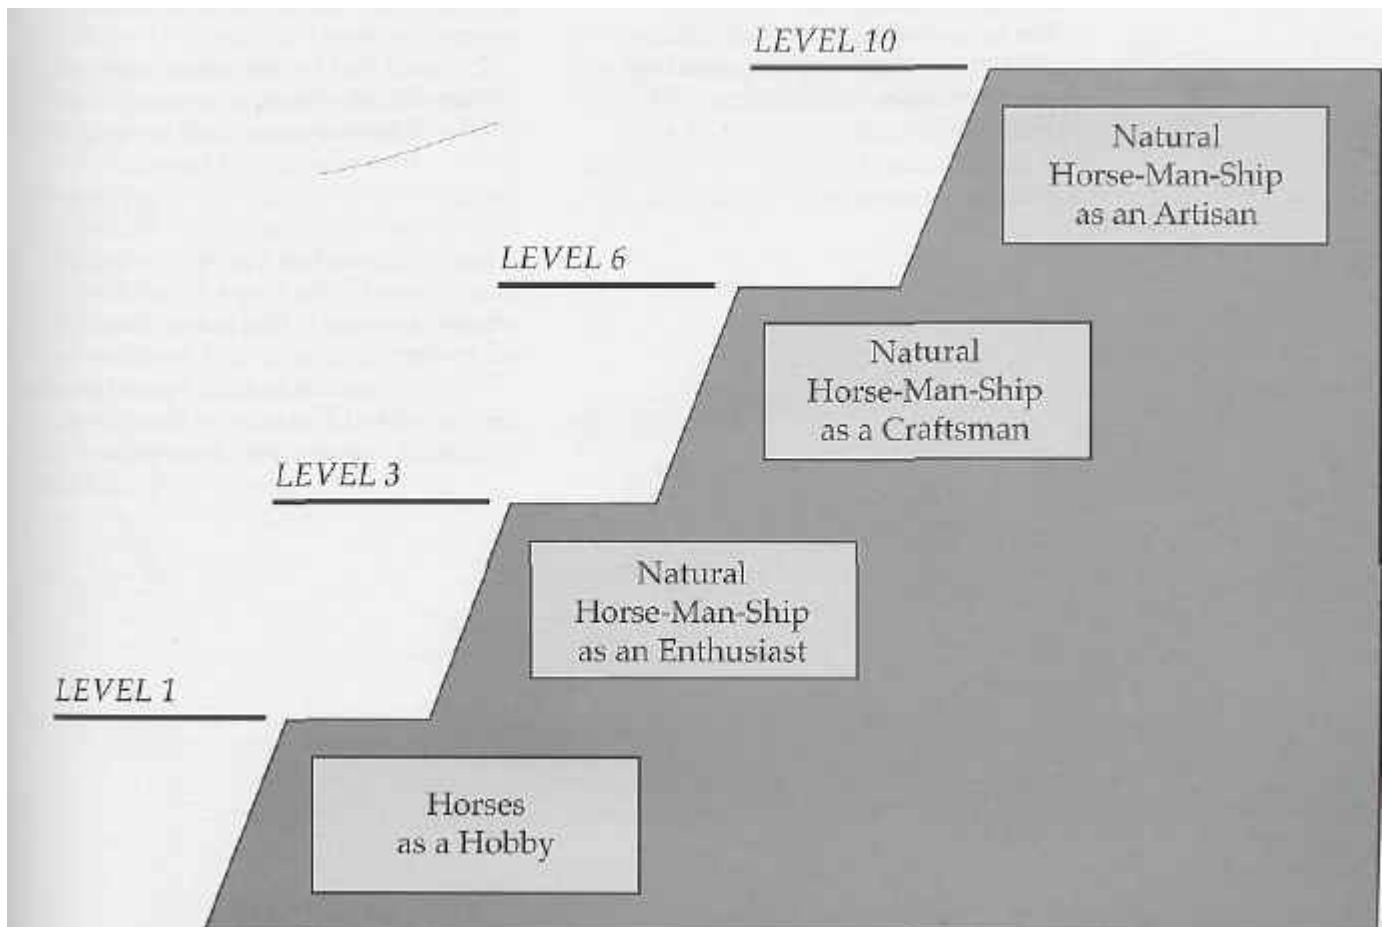 LEVEL 10
Natural
Horse-Man-Ship
as an Artisan
LEVEL 6
Natural
Horse-Man-Ship
as a Craftsman
LEVEL 3
Natural
Horse-Man-Ship
as an Enthusiast
LEVEL 1
Horses
as a Hobby